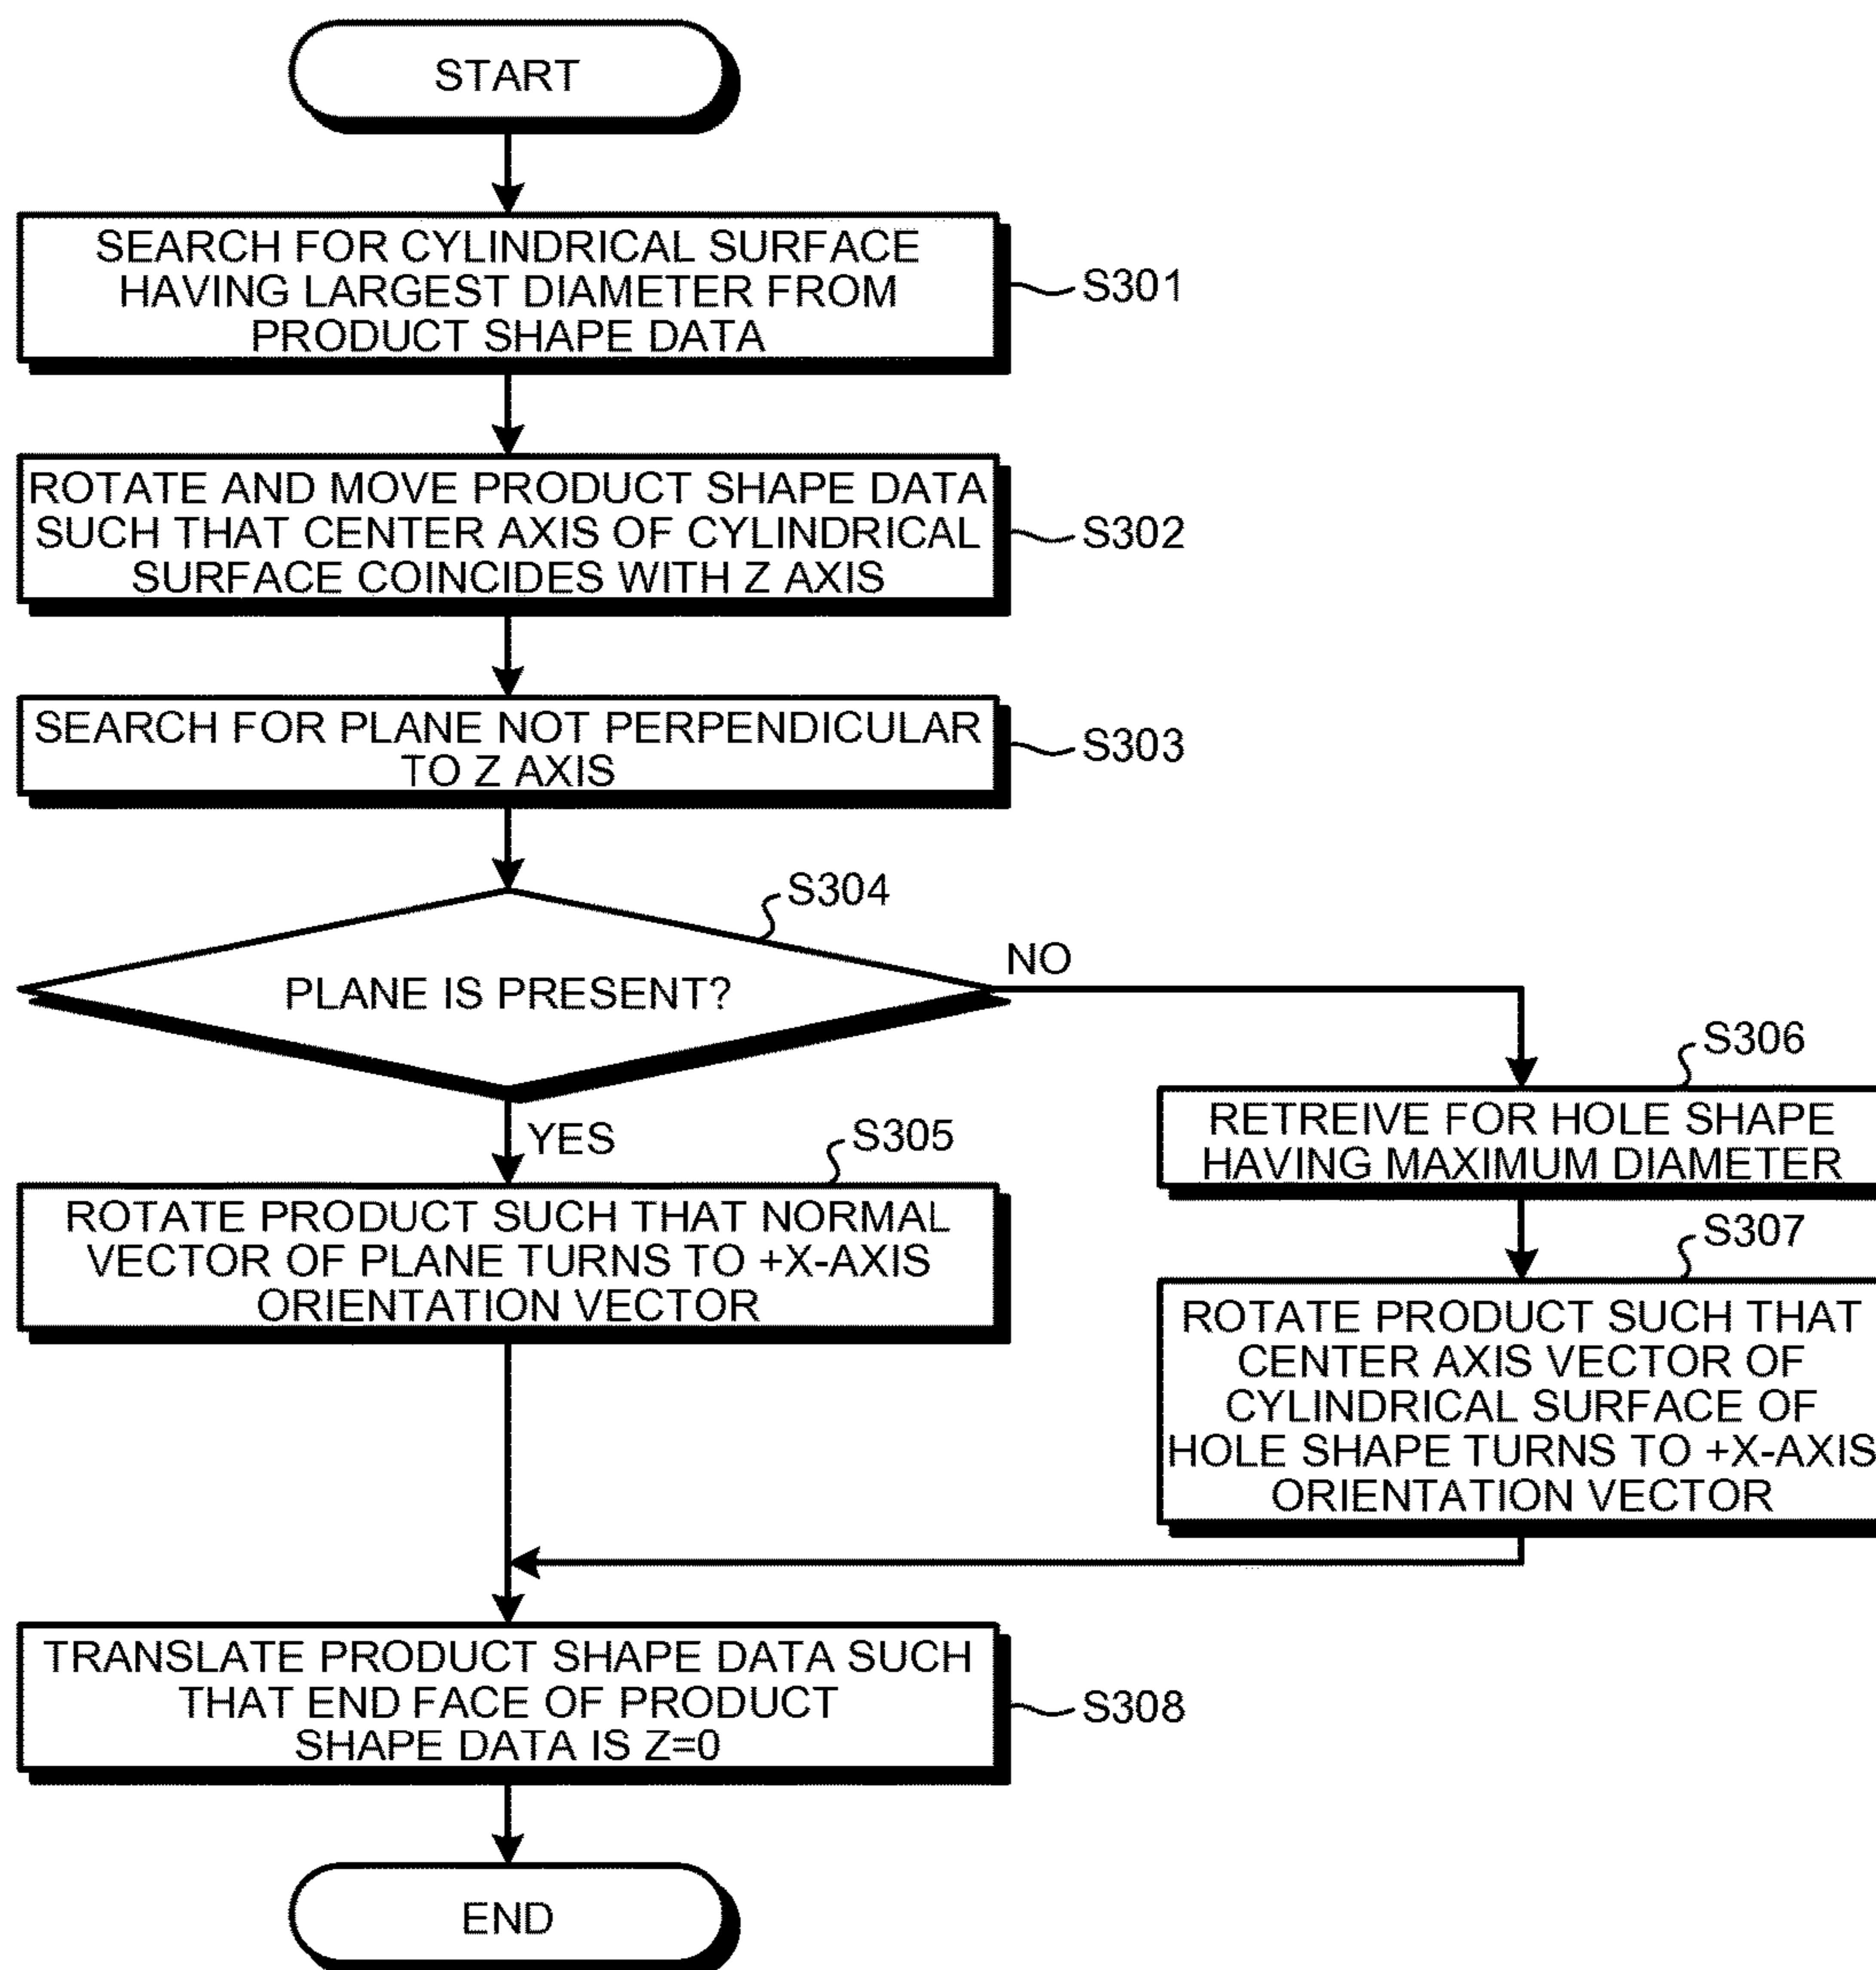 START
SEARCH FOR CYLINDRICAL SURFACE
HAVING LARGEST DIAMETER FROM
PRODUCT SHAPE DATA
S301
ROTATE AND MOVE PRODUCT SHAPE DATA
SUCH THAT CENTER AXIS OF CYLINDRICAL
SURFACE COINCIDES WITH Z AXIS
S302
SEARCH FOR PLANE NOT PERPENDICULAR
TO Z AXIS
S303
S304
PLANE IS PRESENT?
NO
YES
S305
ROTATE PRODUCT SUCH THAT NORMAL
VECTOR OF PLANE TURNS TO +X-AXIS
ORIENTATION VECTOR
S306
RETREIVE FOR HOLE SHAPE
HAVING MAXIMUM DIAMETER
S307
ROTATE PRODUCT SUCH THAT
CENTER AXIS VECTOR OF
CYLINDRICAL SURFACE OF
HOLE SHAPE TURNS TO +X-AXIS
ORIENTATION VECTOR
TRANSLATE PRODUCT SHAPE DATA SUCH
THAT END FACE OF PRODUCT
SHAPE DATA IS Z=0
S308
END